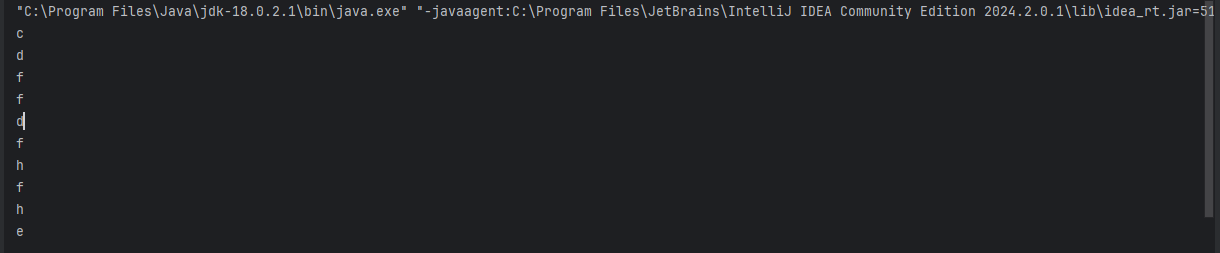 "C:\Program Files\Java\jdk-18.0.2.1\bin\java.exe" "-javaagent:C:\Program Files\JetBrains\IntelliJ IDEA Community Edition 2024.2.0.1\lib\idea_rt.jar=51
c
d
f
f
d
f
h
f
h
e